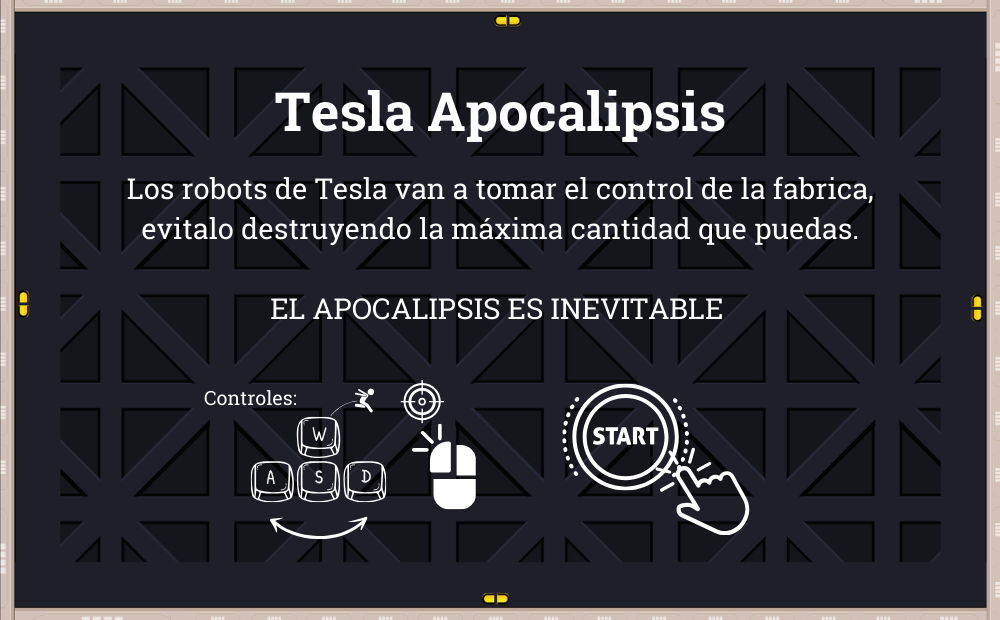 Tesla Apocalipsis
Los robots de Tesla van a tomar el control de la fabrica,
evitalo destruyendo la máxima cantidad que puedas.
EL APOCALIPSIS ES INEVITABLE
Controles:
W
A S D
START